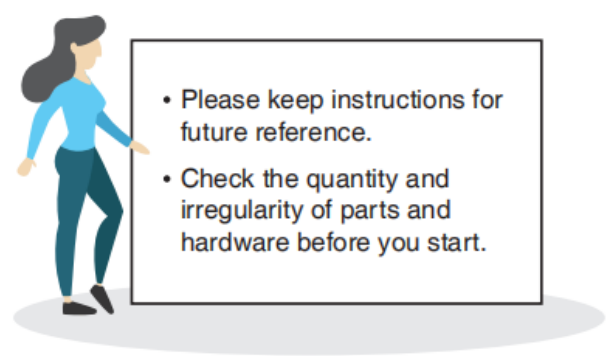 • Please keep instructions for
future reference.
• Check the quantity and
irregularity of parts and
hardware before you start.